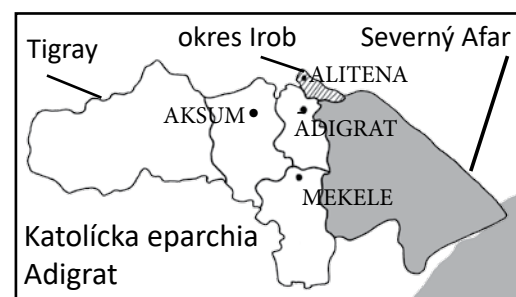 okres Irob
Severný Afar
Tigray
ALITENA
AKSUM
ADIGRAT
MEKELE
Katolícka eparchia
Adigrat